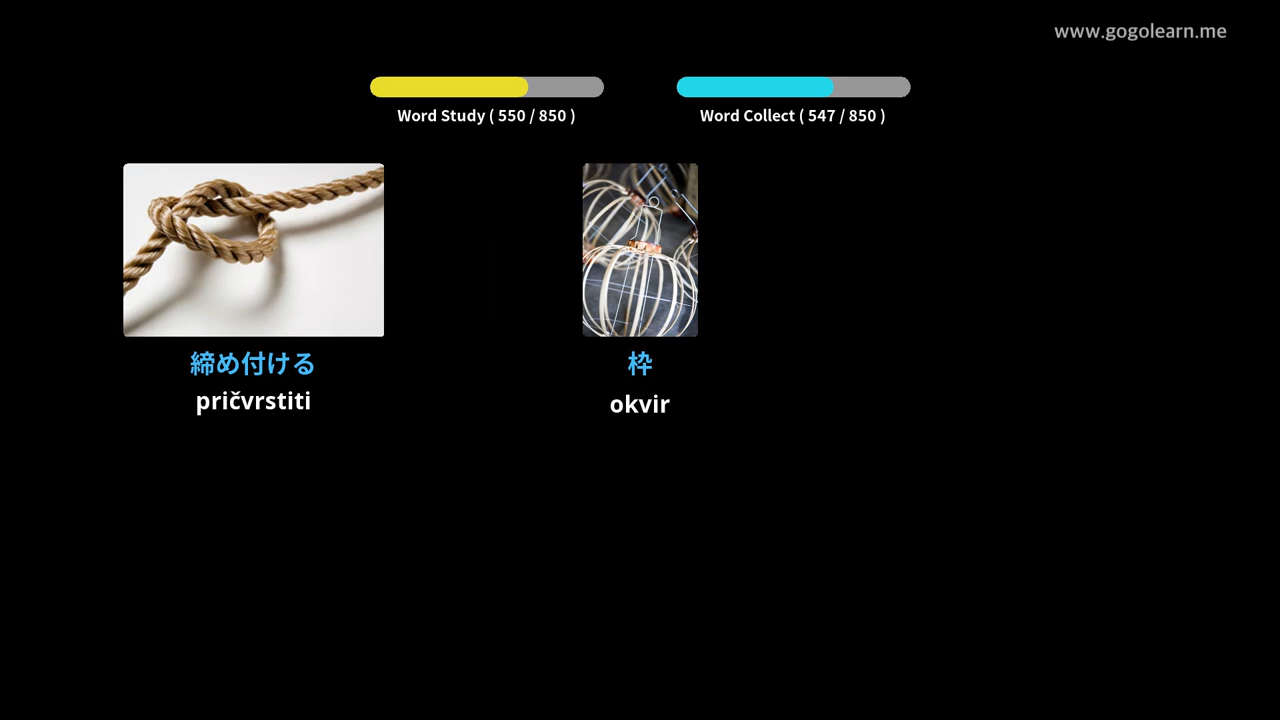 www.gogolearn.me
Word Study ( 550 / 850 )
Word Collect ( 547 / 850 )
締め付ける
pričvrstiti
枠
okvir